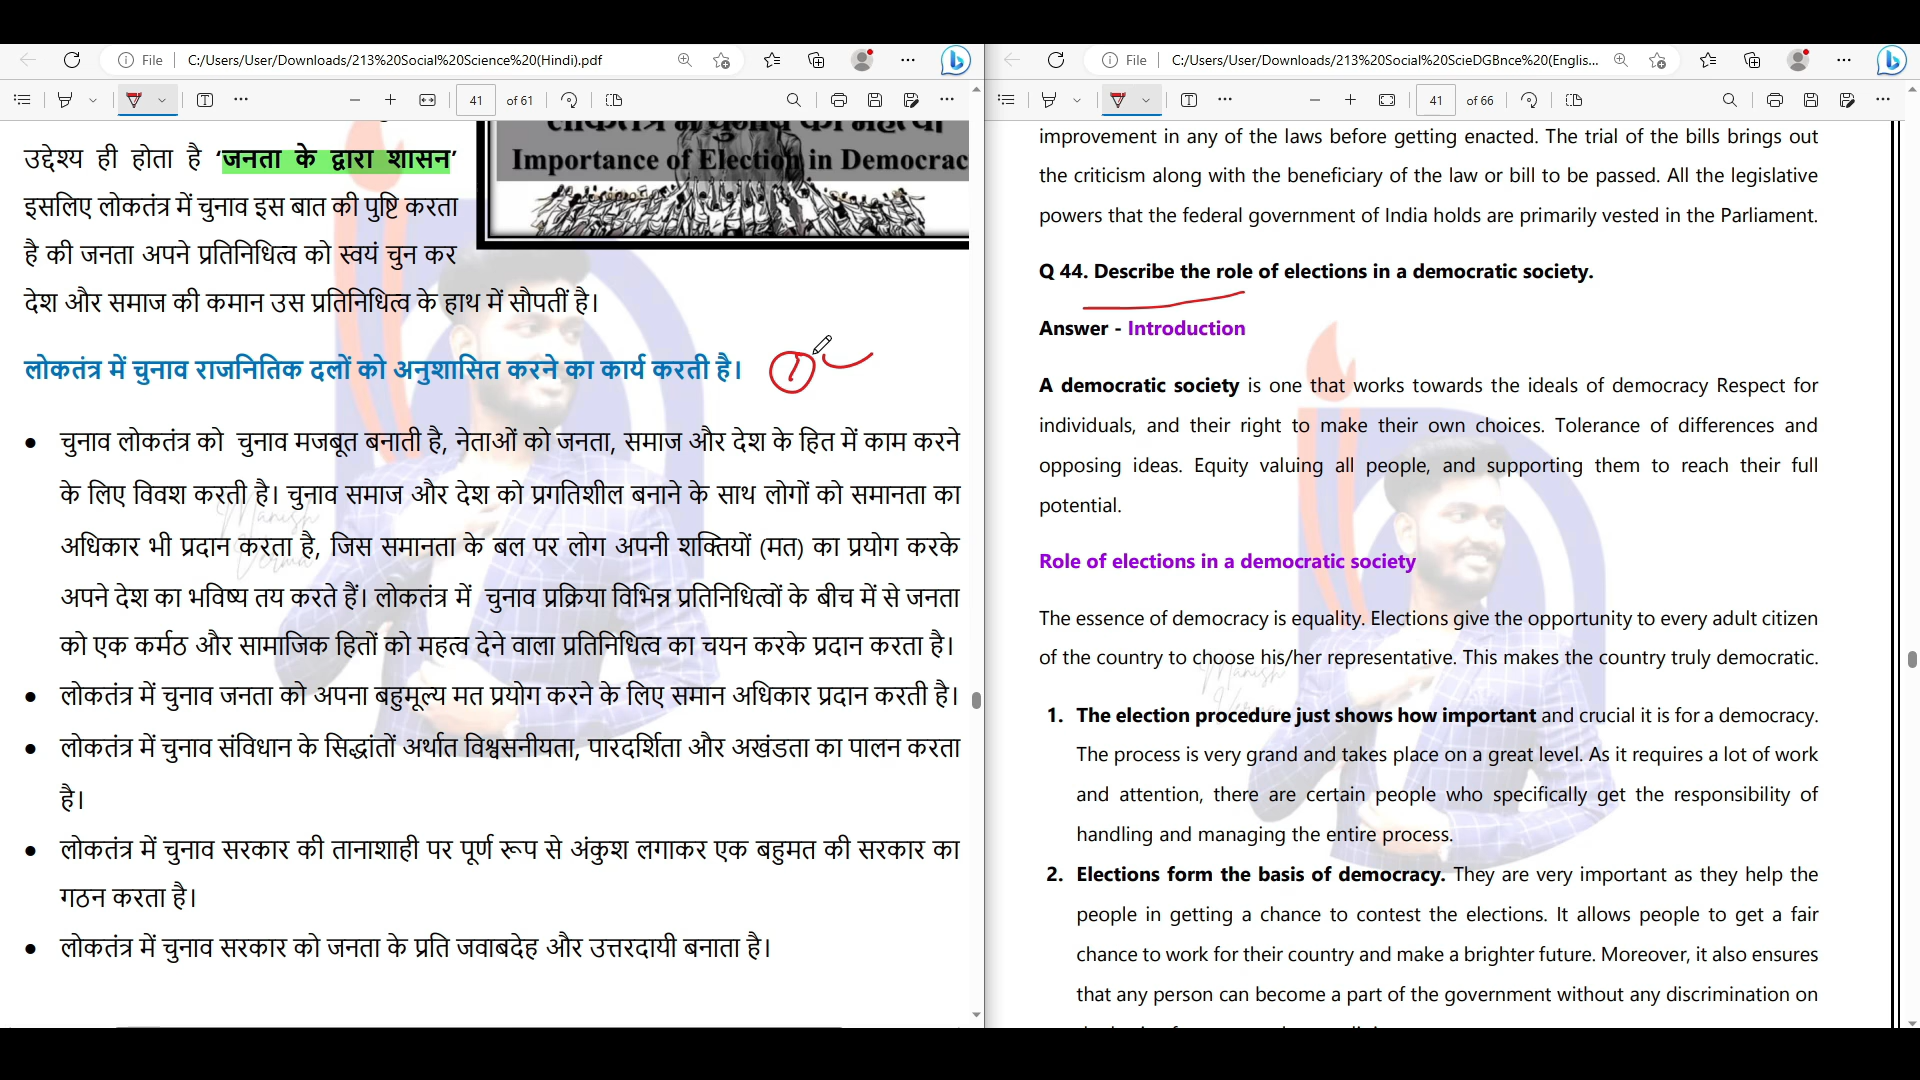 File
C:/Users/User/Downloads/213%20Social%20Science%20(Hindi).pdf
41 of 61
उद्देश्य ही होता है ‘जनता के द्वारा शासन’
इसलिए लोकतंत्र में चुनाव इस बात की पुष्टि करता
है की जनता अपने प्रतिनिधित्व को स्वयं चुन कर
देश और समाज की कमान उस प्रतिनिधित्व के हाथ में सौपतीं है।
Importance of Election in Democrac
लोकतंत्र में चुनाव राजनितिक दलों को अनुशासित करने का कार्य करती है।
1
• चुनाव लोकतंत्र को चुनाव मजबूत बनाती है, नेताओं को जनता, समाज और देश के हित में काम करने
के लिए विवश करती है। चुनाव समाज और देश को प्रगतिशील बनाने के साथ लोगों को समानता का
अधिकार भी प्रदान करता है, जिस समानता के बल पर लोग अपनी शक्तियों (मत) का प्रयोग करके
अपने देश का भविष्य तय करते हैं। लोकतंत्र में चुनाव प्रक्रिया विभिन्न प्रतिनिधित्वों के बीच में से जनता
को एक कर्मठ और सामाजिक हितों को महत्व देने वाला प्रतिनिधित्व का चयन करके प्रदान करता है।
• लोकतंत्र में चुनाव जनता को अपना बहुमूल्य मत प्रयोग करने के लिए समान अधिकार प्रदान करती है।
• लोकतंत्र में चुनाव संविधान के सिद्धांतों अर्थात विश्वसनीयता, पारदर्शिता और अखंडता का पालन करता
है।
• लोकतंत्र में चुनाव सरकार की तानाशाही पर पूर्ण रूप से अंकुश लगाकर एक बहुमत की सरकार का
गठन करता है।
• लोकतंत्र में चुनाव सरकार को जनता के प्रति जवाबदेह और उत्तरदायी बनाता है।
Manish
Verma
File
C:/Users/User/Downloads/213%20Social%20ScieDGBnce%20(Englis...
41 of 66
improvement in any of the laws before getting enacted. The trial of the bills brings out
the criticism along with the beneficiary of the law or bill to be passed. All the legislative
powers that the federal government of India holds are primarily vested in the Parliament.
Q 44. Describe the role of elections in a democratic society.
Answer - Introduction
A democratic society is one that works towards the ideals of democracy Respect for
individuals, and their right to make their own choices. Tolerance of differences and
opposing ideas. Equity valuing all people, and supporting them to reach their full
potential.
Role of elections in a democratic society
The essence of democracy is equality. Elections give the opportunity to every adult citizen
of the country to choose his/her representative. This makes the country truly democratic.
1. The election procedure just shows how important and crucial it is for a democracy.
The process is very grand and takes place on a great level. As it requires a lot of work
and attention, there are certain people who specifically get the responsibility of
handling and managing the entire process.
2. Elections form the basis of democracy. They are very important as they help the
people in getting a chance to contest the elections. It allows people to get a fair
chance to work for their country and make a brighter future. Moreover, it also ensures
that any person can become a part of the government without any discrimination on
Manish
Verma